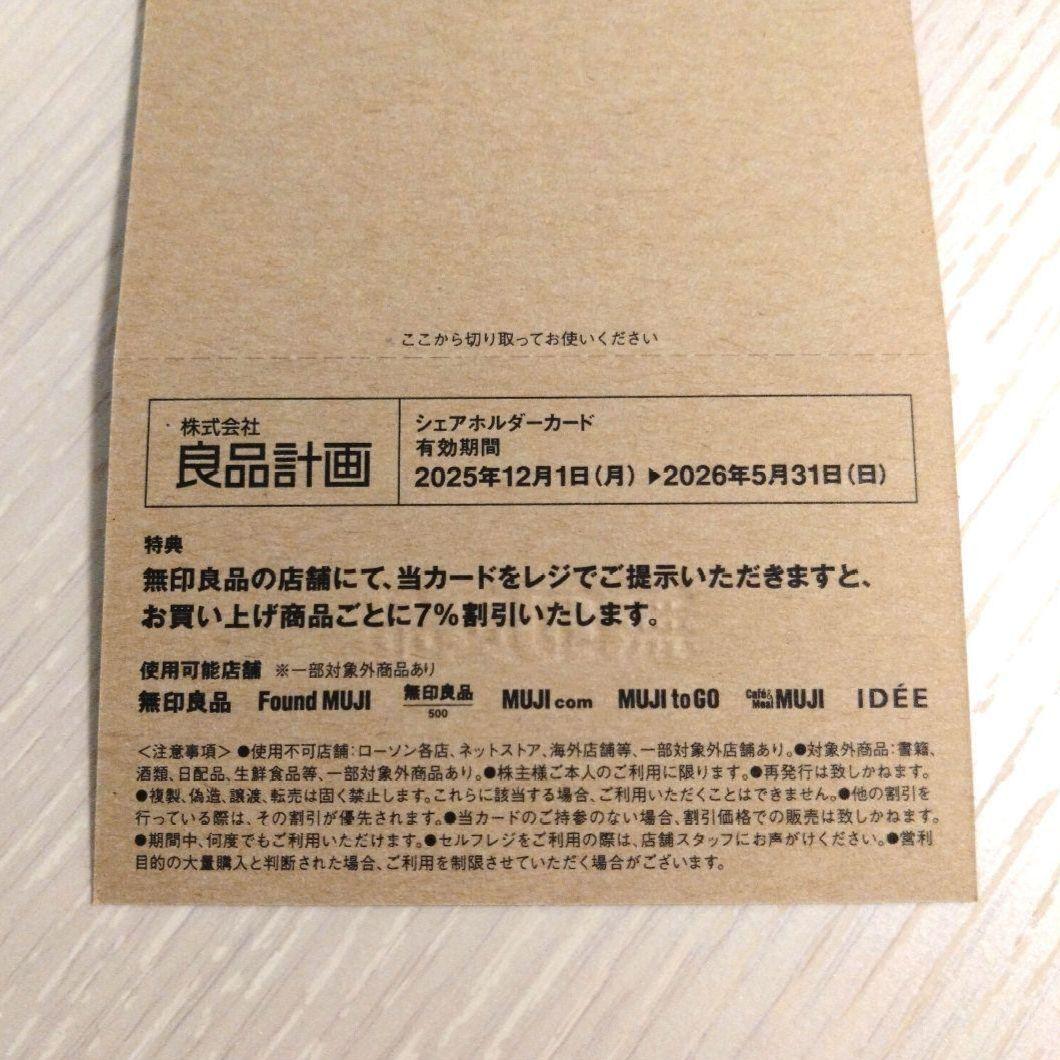 ここから切り取ってお使いください
株式会社
良品計画
シェアホルダーカード
有効期間
2025年12月1日(月) ▶2026年5月31日(日)
特典
無印良品の店舗にて、当カードをレジでご提示いただきますと、
お買い上げ商品ごとに7%割引いたします。
使用可能店舗 ※一部対象外商品あり
無印良品 Found MUJI 無印良品 500 MUJI com MUJI to GO Café& Meal MUJI IDÉE
<注意事項> ●使用不可店舗:ローソン各店、ネットストア、海外店舗等、一部対象外店舗あり。●対象外商品:書籍、
酒類、日配品、生鮮食品等、一部対象外商品あり。●株主様ご本人のご利用に限ります。●再発行は致しかねます。
●複製、偽造、譲渡、転売は固く禁止します。これらに該当する場合、ご利用いただくことはできません。●他の割引を
行っている際は、その割引が優先されます。●当カードのご持参のない場合、割引価格での販売は致しかねます。
●期間中、何度でもご利用いただけます。●セルフレジをご利用の際は、店舗スタッフにお声がけください。●営利
目的の大量購入と判断された場合、ご利用を制限させていただく場合がございます。